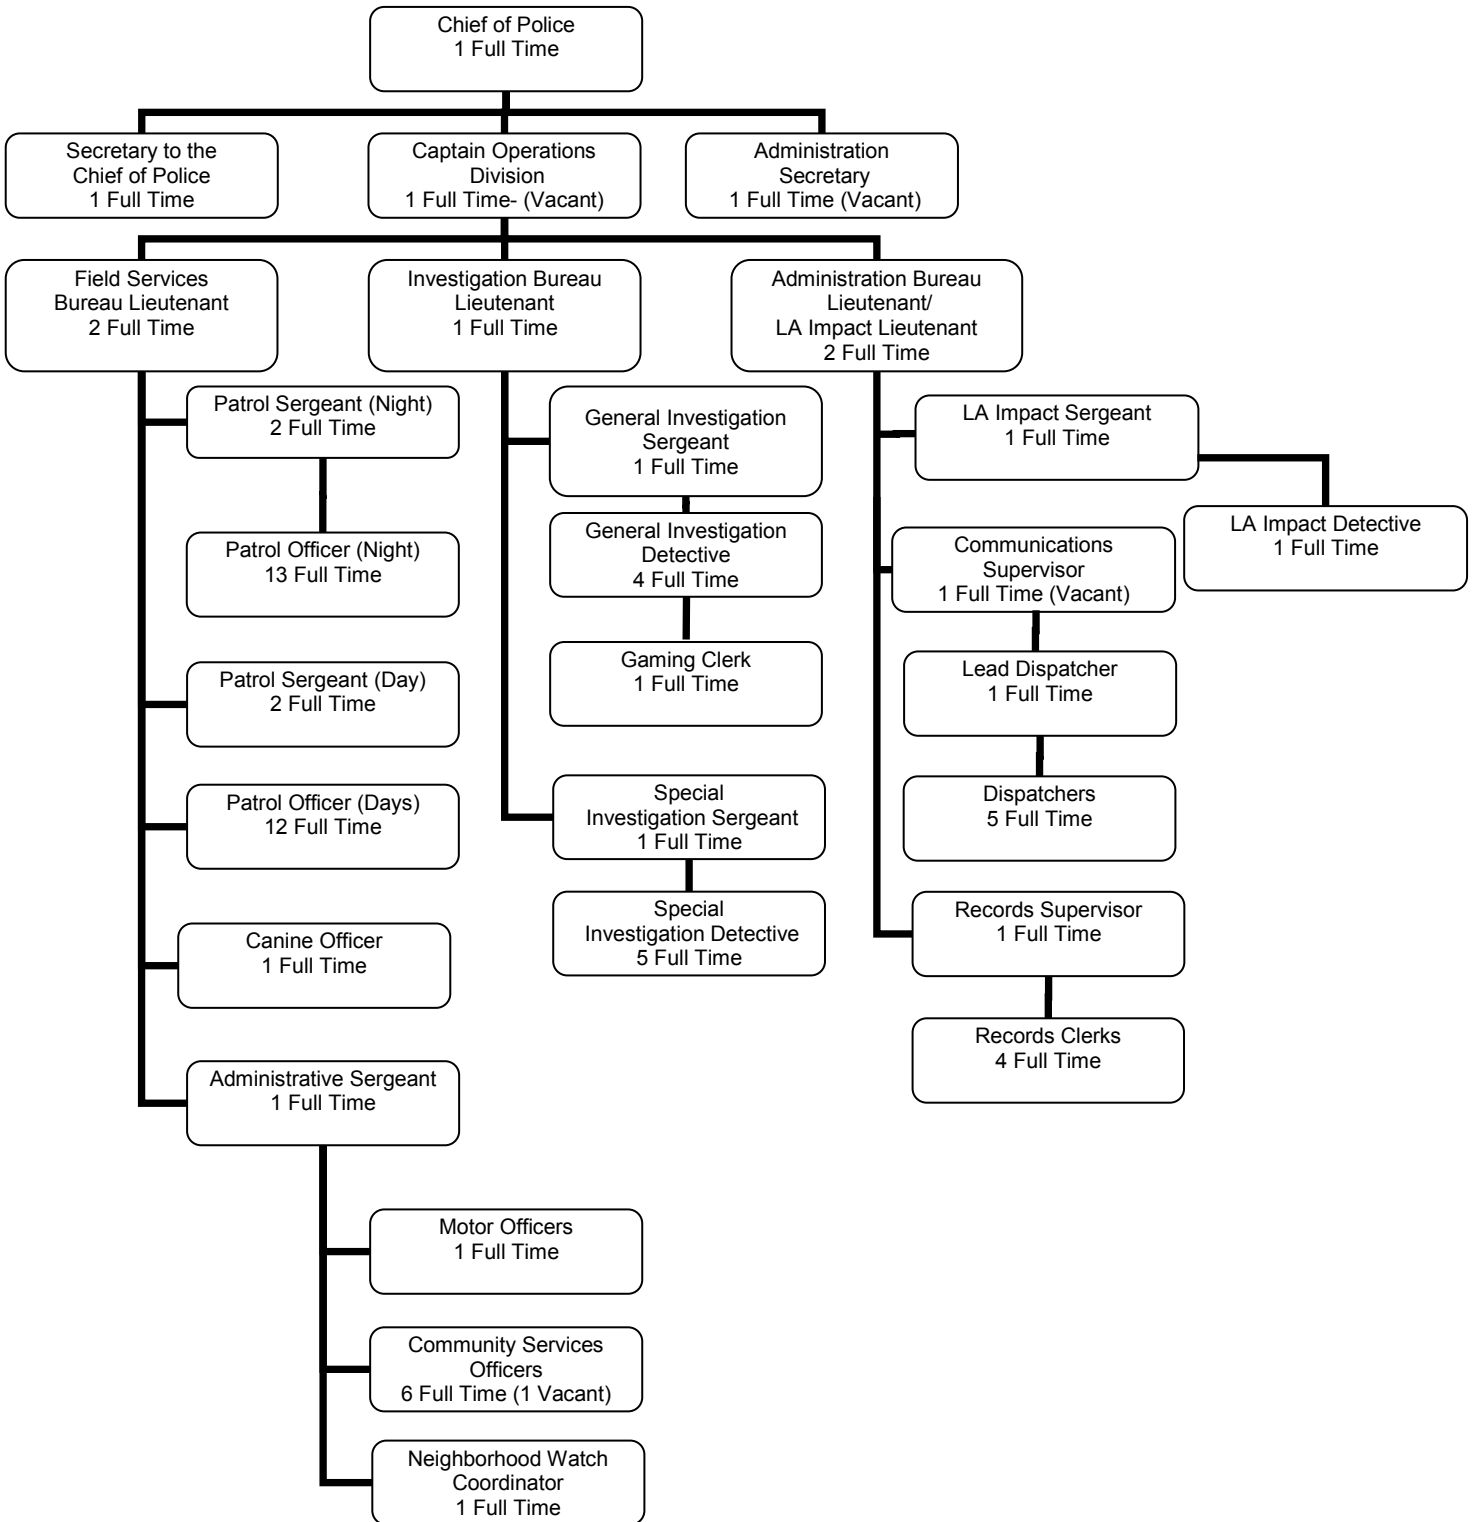 Chief of Police
1 Full Time
Secretary to the
Chief of Police
1 Full Time
Captain Operations
Division
1 Full Time- (Vacant)
Administration
Secretary
1 Full Time (Vacant)
Field Services
Bureau Lieutenant
2 Full Time
Investigation Bureau
Lieutenant
1 Full Time
Administration Bureau
Lieutenant/
LA Impact Lieutenant
2 Full Time
Patrol Sergeant (Night)
2 Full Time
Patrol Officer (Night)
13 Full Time
Patrol Sergeant (Day)
2 Full Time
Patrol Officer (Days)
12 Full Time
Canine Officer
1 Full Time
Administrative Sergeant
1 Full Time
Motor Officers
1 Full Time
Community Services
Officers
6 Full Time (1 Vacant)
Neighborhood Watch
Coordinator
1 Full Time
General Investigation
Sergeant
1 Full Time
General Investigation
Detective
4 Full Time
Gaming Clerk
1 Full Time
Special
Investigation Sergeant
1 Full Time
Special
Investigation Detective
5 Full Time
LA Impact Sergeant
1 Full Time
LA Impact Detective
1 Full Time
Communications
Supervisor
1 Full Time (Vacant)
Lead Dispatcher
1 Full Time
Dispatchers
5 Full Time
Records Supervisor
1 Full Time
Records Clerks
4 Full Time